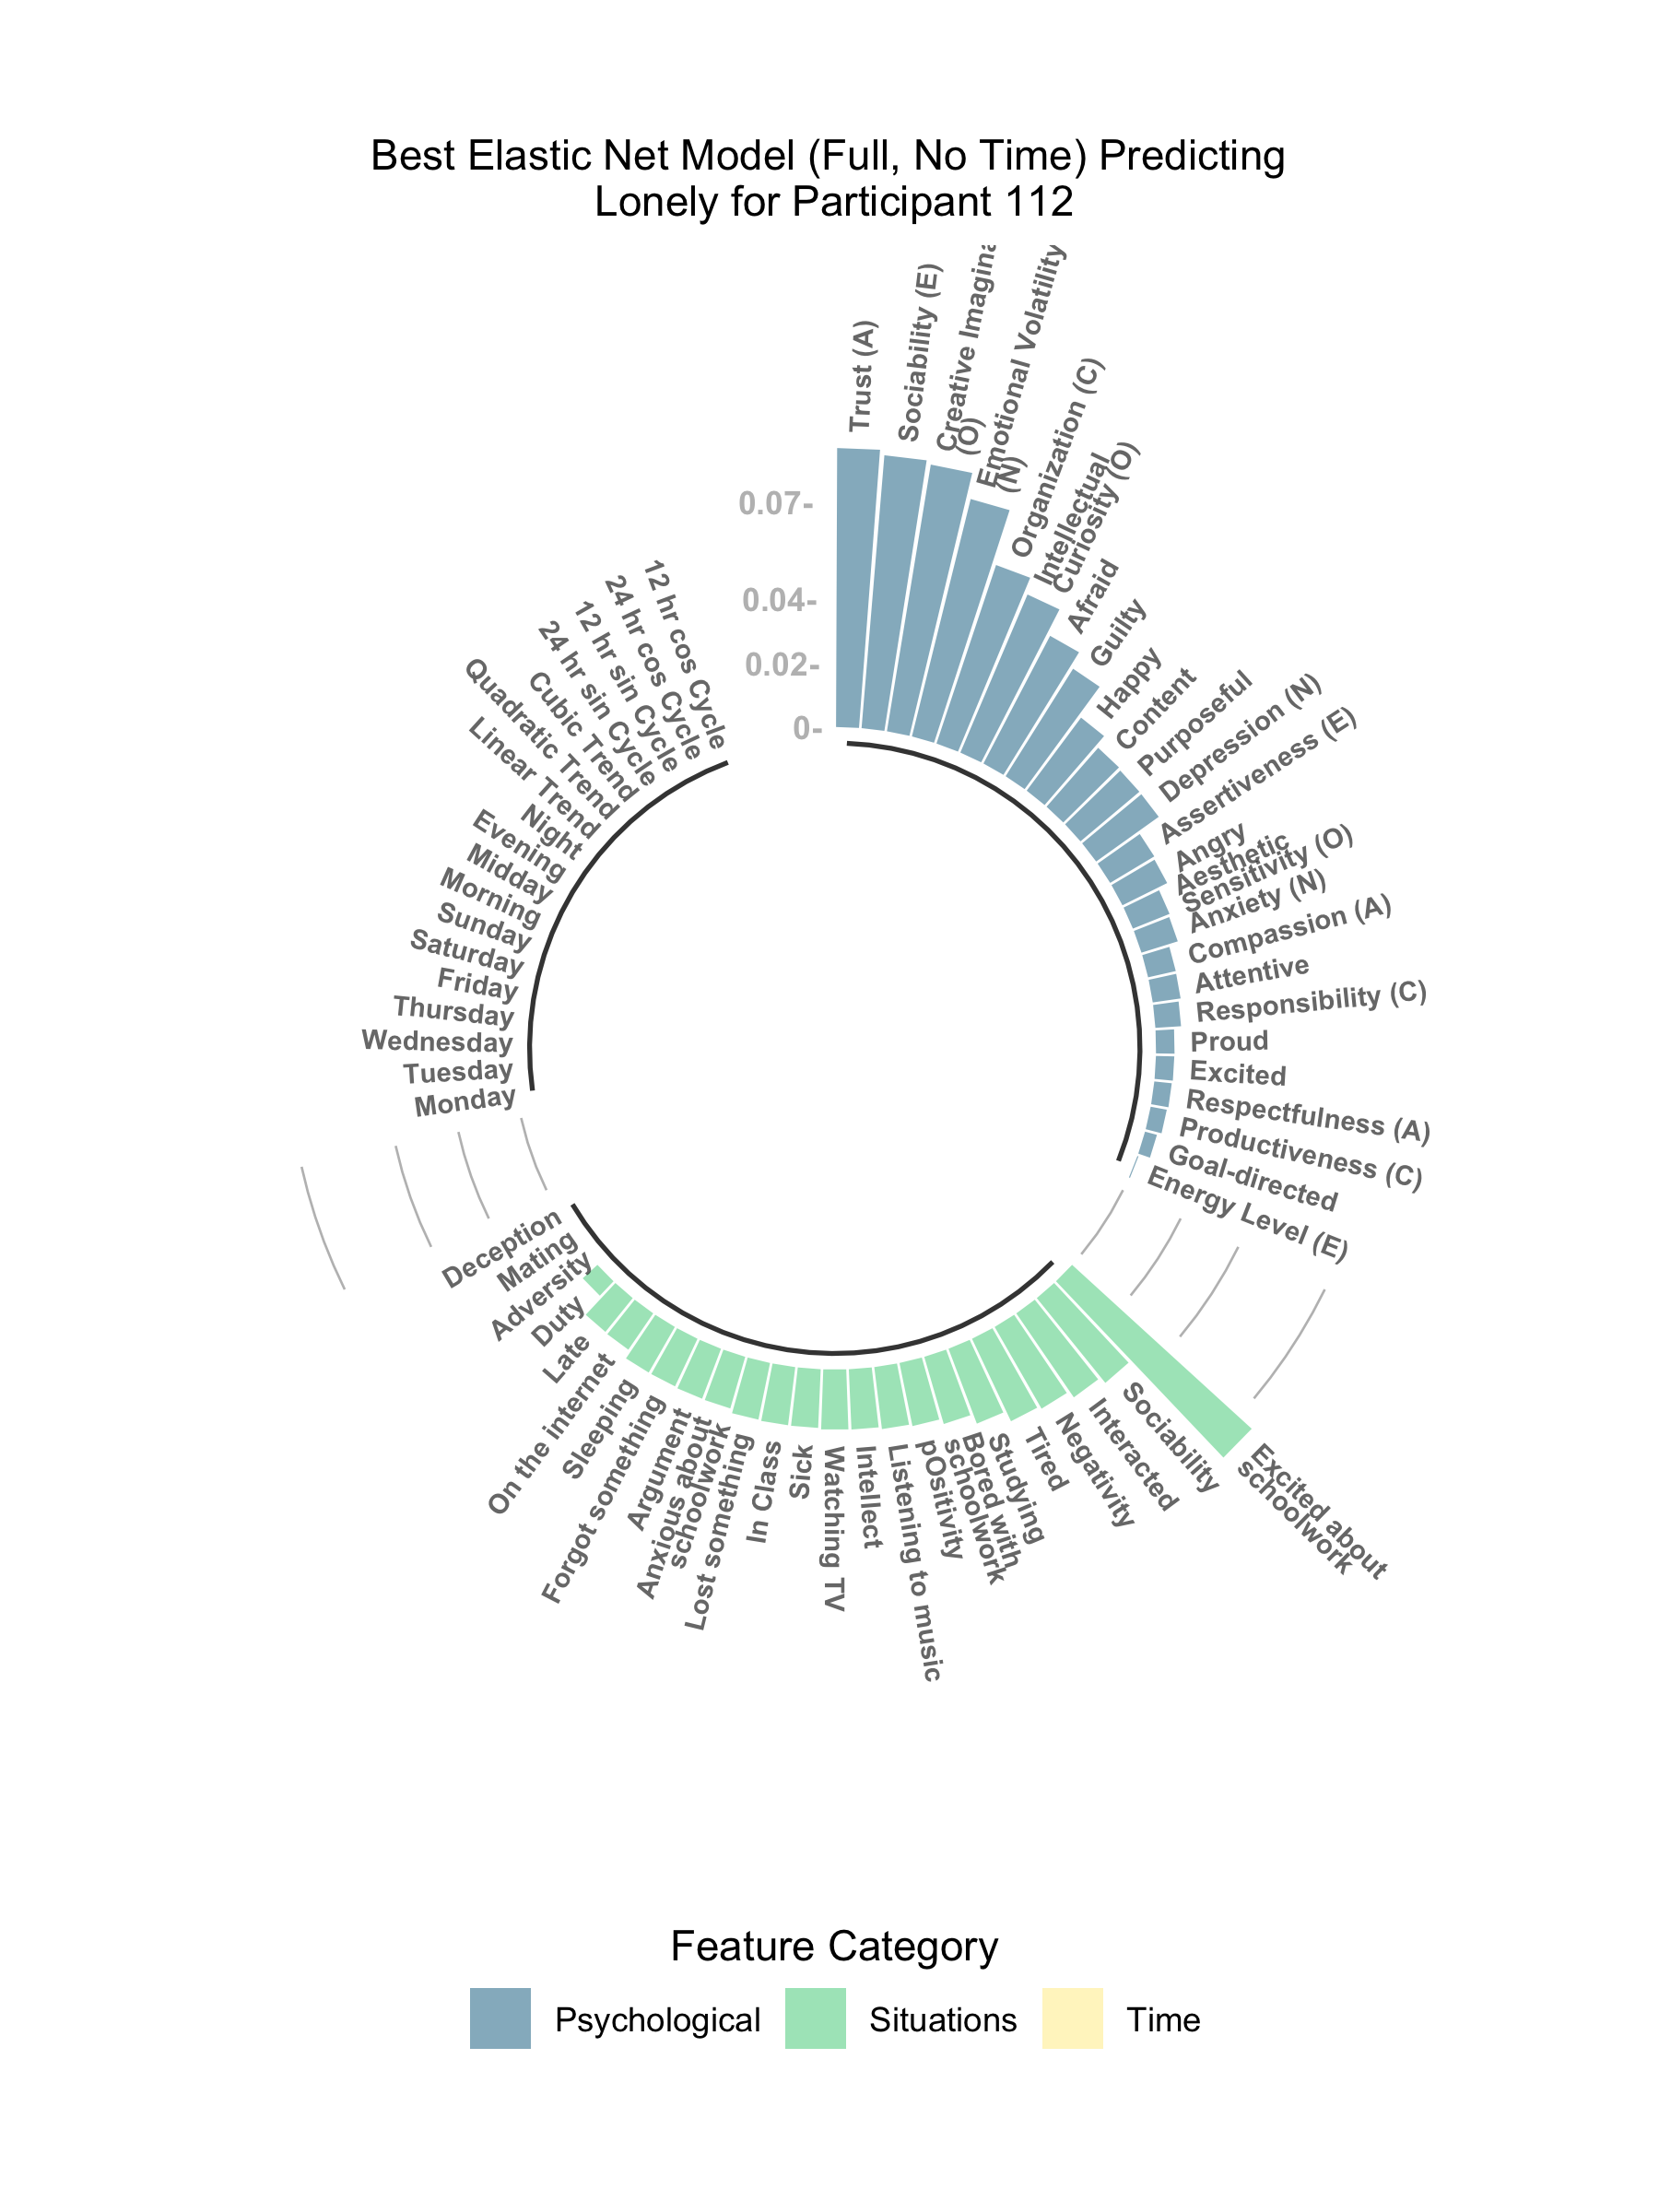 Best Elastic Net Model (Full, No Time) Predicting
Lonely for Participant 112
0.07-
0.04-
0.02-
0-
Trust (A)
Sociability (E)
Creative
(O)
Emotional Volatility
(N)
Organization (C)
Intellectual
Curiosity (O)
Afraid
Guilty
Happy
Content
Purposeful
Depression (N)
Assertiveness (E)
Angry
Aesthetic
Sensitivity (O)
Anxiety (N)
Compassion (A)
Attentive
Responsibility (C)
Proud
Excited
Respectfulness (A)
Productiveness (C)
Goal-directed
Energy Level (E)
Excited about
schoolwork
Sociability
Interacted
Negativity
Tired
Studying
Bored with
schoolwork
pOsitivity
Listening to music
Intellect
Watching TV
Sick
In Class
Lost something
Anxious about
schoolwork
Argument
Forgot something
Sleeping
On the internet
Late
Duty
Adversity
Mating
Deception
Monday
Tuesday
Wednesday
Thursday
Friday
Saturday
Sunday
Morning
Midday
Evening
Night
Linear Trend
Quadratic Trend
Cubic Trend
24 hr sin Cycle
12 hr sin Cycle
24 hr cos Cycle
12 hr cos Cycle
Feature Category
Psychological
Situations
Time